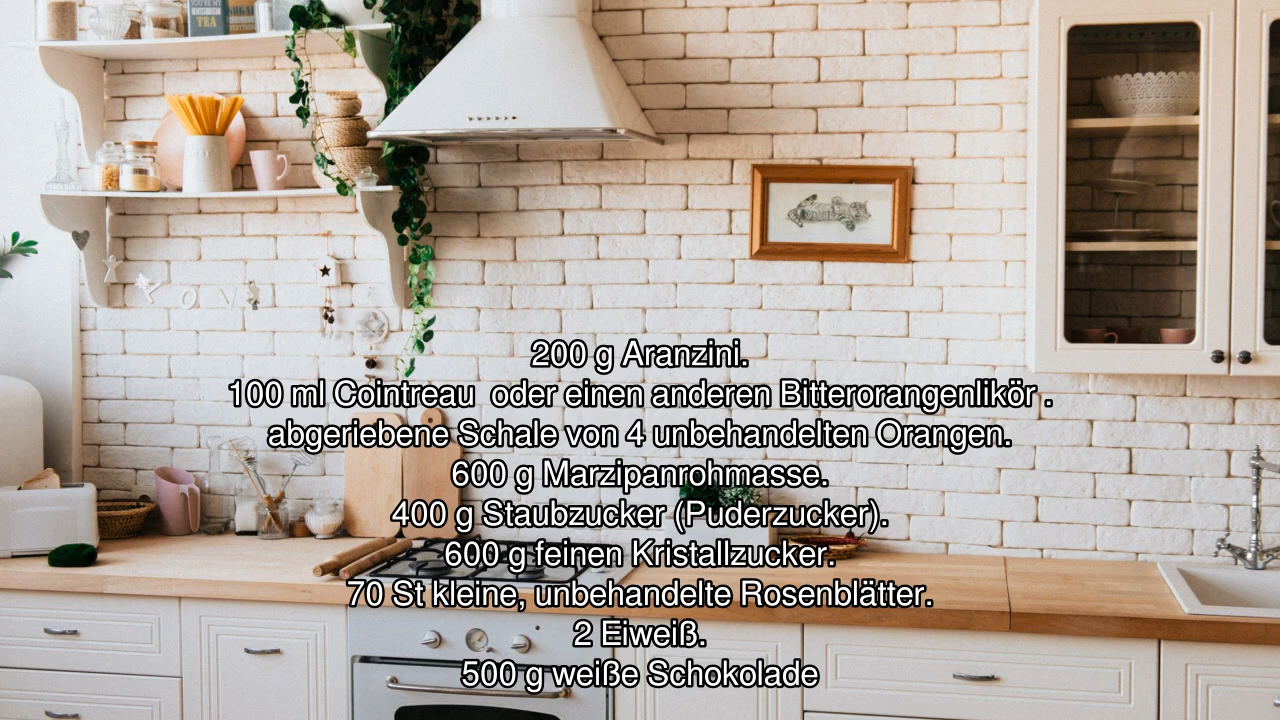 TEA
200 g Aranzini.
100 ml Cointreau  oder einen anderen Bitterorangenlikör .
abgeriebene Schale von 4 unbehandelten Orangen.
600 g Marzipanrohmasse.
400 g Staubzucker (Puderzucker).
600 g feinen Kristallzucker.
70 St kleine, unbehandelte Rosenblätter.
2 Eiweiß.
500 g weiße Schokolade